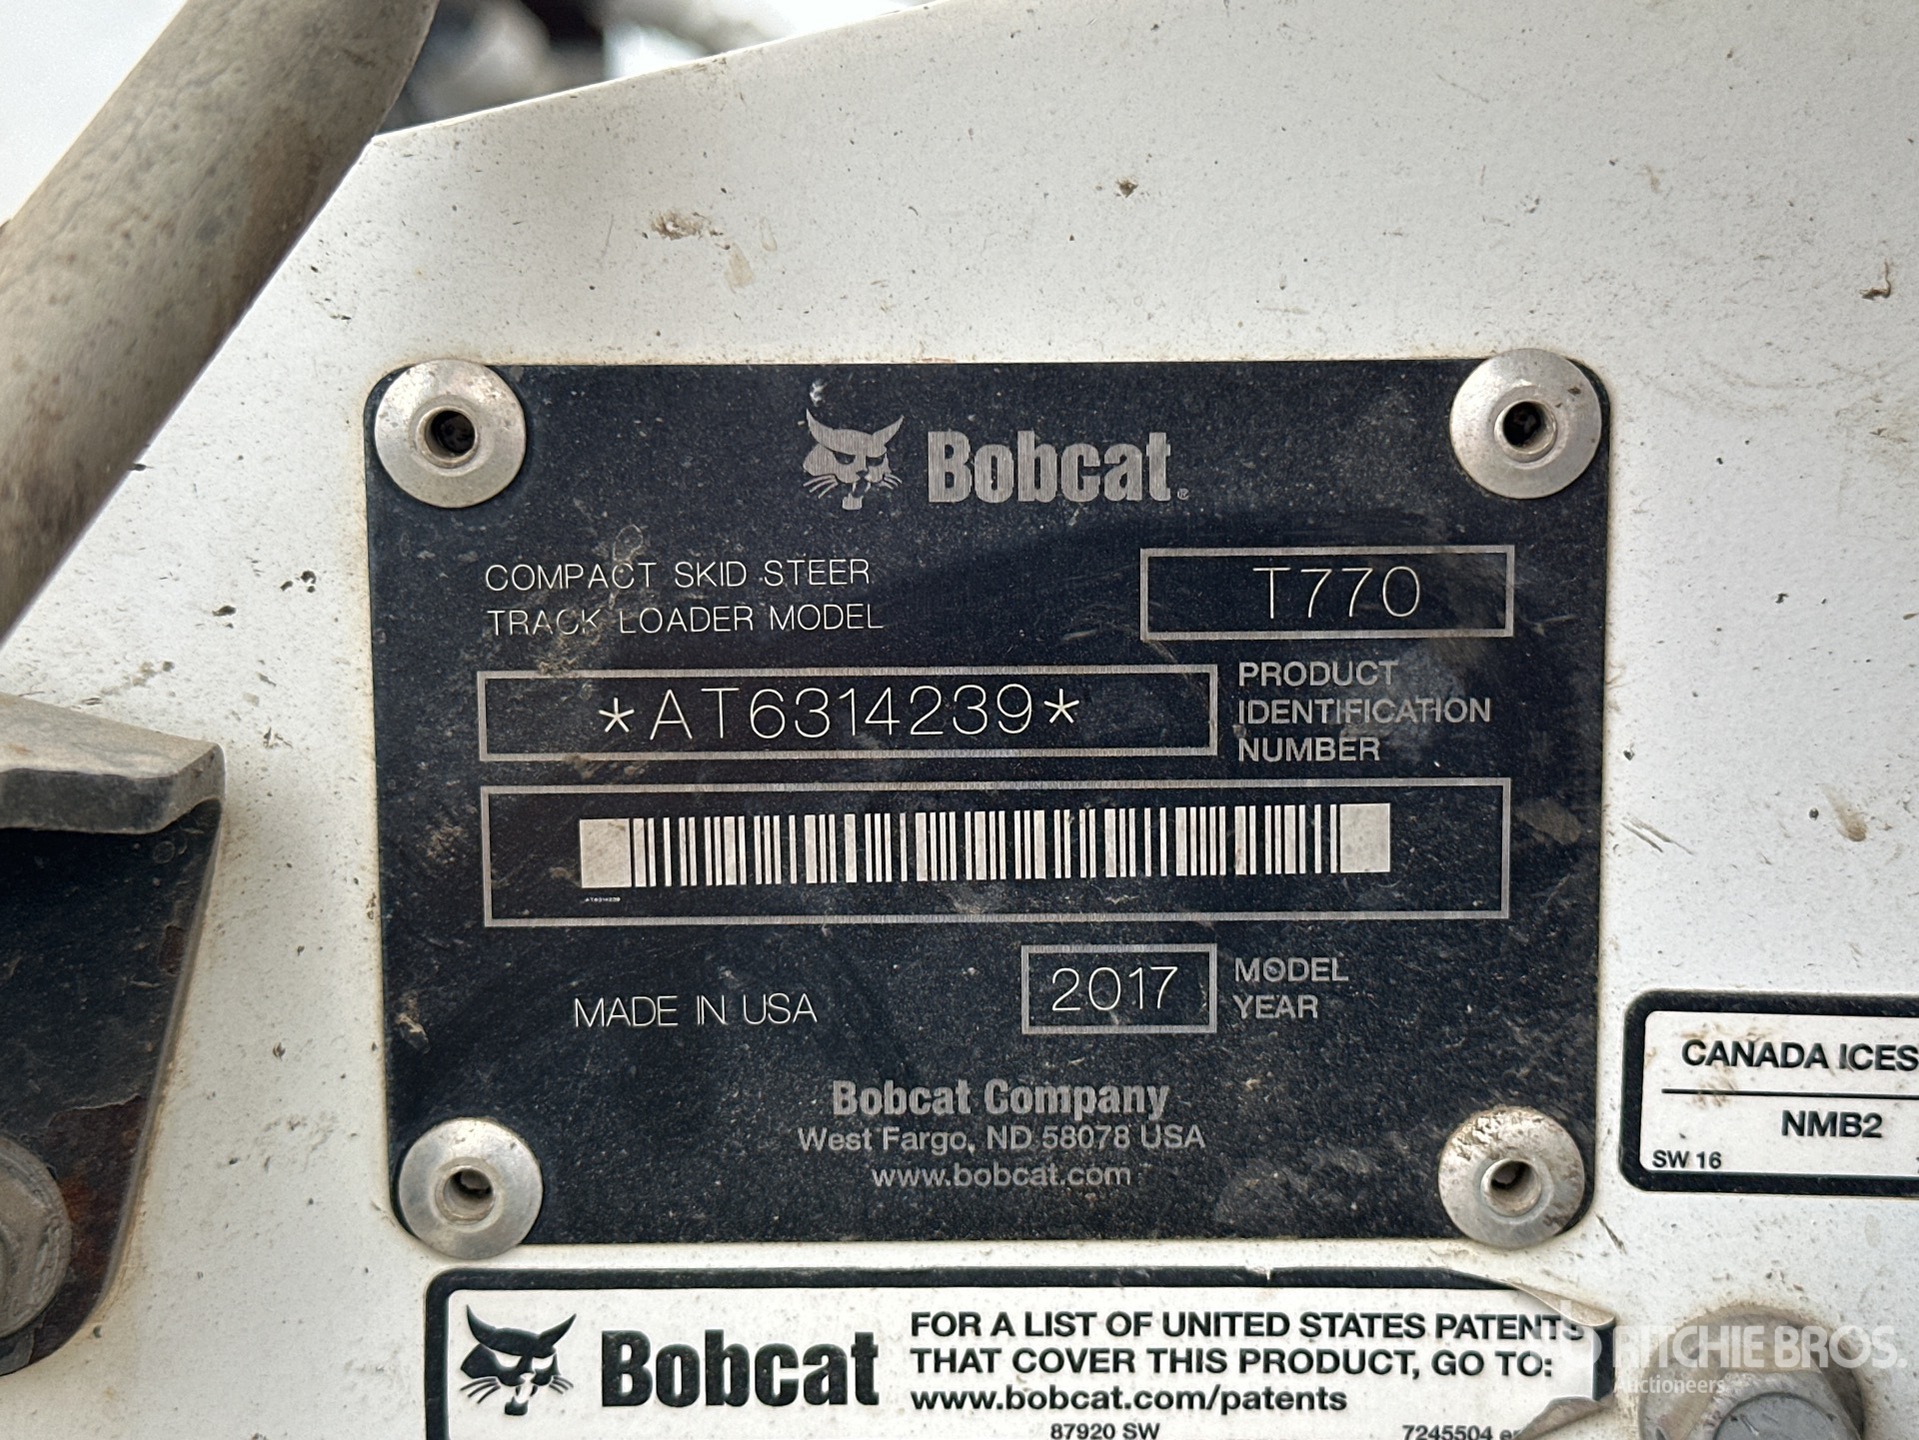 Bobcat®
COMPACT SKID STEER
TRACK LOADER MODEL
T770
*AT6314239*
PRODUCT
IDENTIFICATION
NUMBER
AT6314239
MADE IN USA
2017
MODEL
YEAR
Bobcat Company
West Fargo, ND 58078 USA
www.bobcat.com
CANADA ICES
NMB2
SW 16
Bobcat
FOR A LIST OF UNITED STATES PATENTS
THAT COVER THIS PRODUCT, GO TO:
www.bobcat.com/patents
87920 SW
7245504
RITCHIE BROS.
Auctioneers